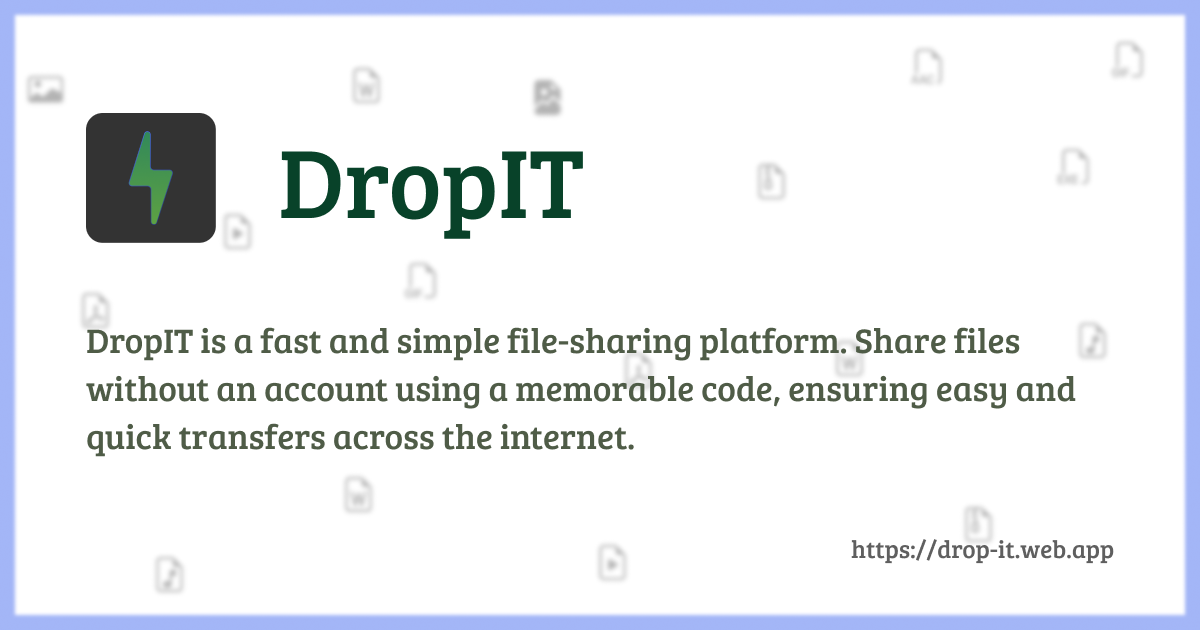 DropIT
DropIT is a fast and simple file-sharing platform. Share files
without an account using a memorable code, ensuring easy and
quick transfers across the internet.
https://drop-it.web.app